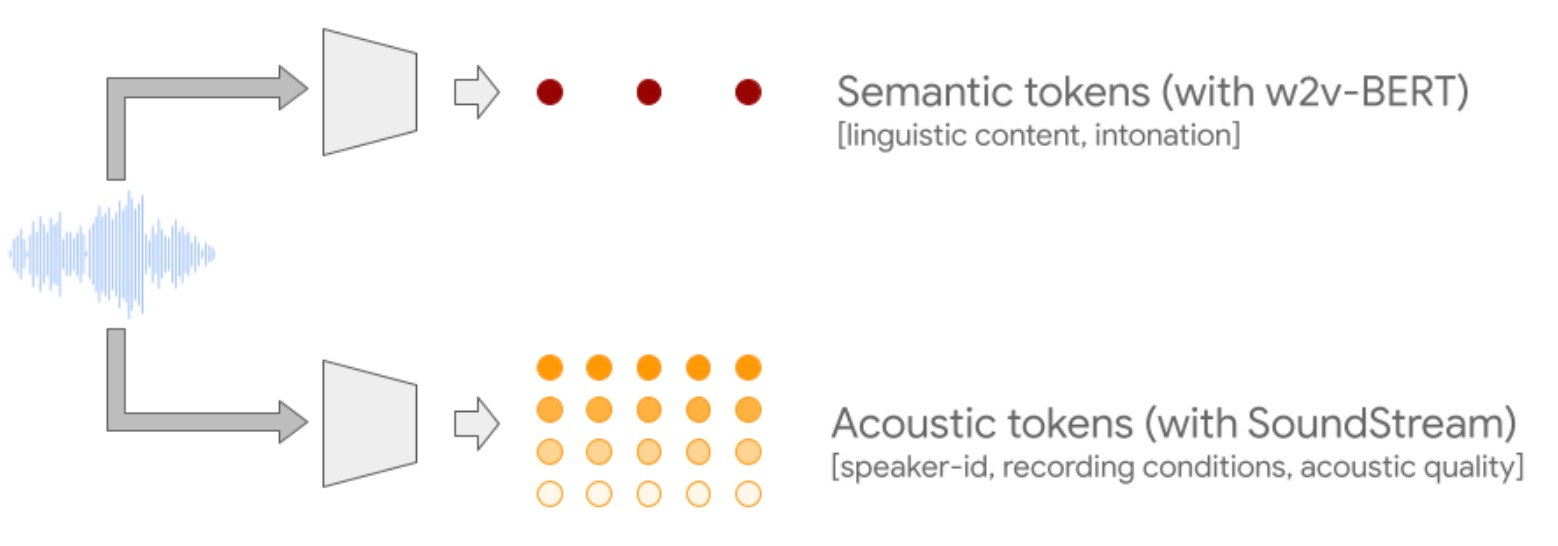 Semantic tokens (with w2v-BERT)
[linguistic content, intonation]
Acoustic tokens (with SoundStream)
[speaker-id, recording conditions, acoustic quality]